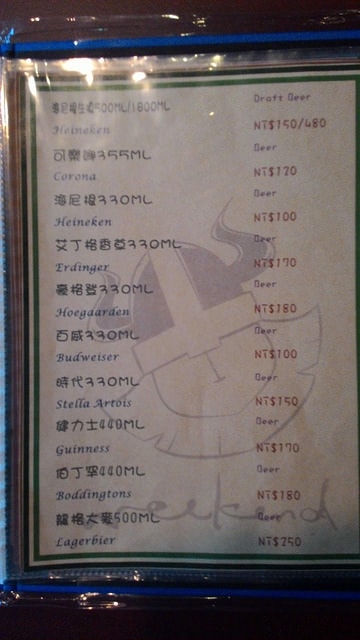 海尼根生啤500ML/1800ML Draft Beer
Heineken NT$150/480
可樂娜355ML Beer
Corona NT$120
海尼根330ML Beer
Heineken NT$100
艾丁格香草330ML Beer
Erdinger NT$170
豪格登330ML Beer
Hoegaarden NT$180
百威330ML Beer
Budweiser NT$100
時代330ML Beer
Stella Artois NT$150
健力士440ML Beer
Guinness NT$170
伯丁罕440ML Beer
Boddingtons NT$180
龍格大麥500ML Beer
Lagerbier NT$250
Weekend